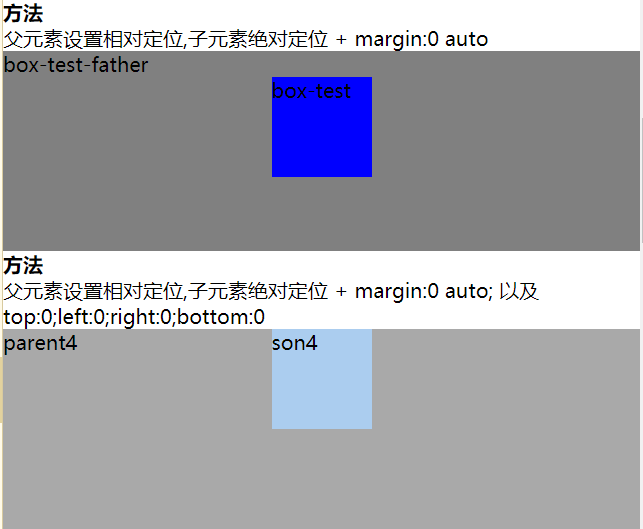 方法
父元素设置相对定位,子元素绝对定位 + margin:0 auto
box-test-father
box-test
方法
父元素设置相对定位,子元素绝对定位 + margin:0 auto; 以及
top:0;left:0;right:0;bottom:0
parent4
son4